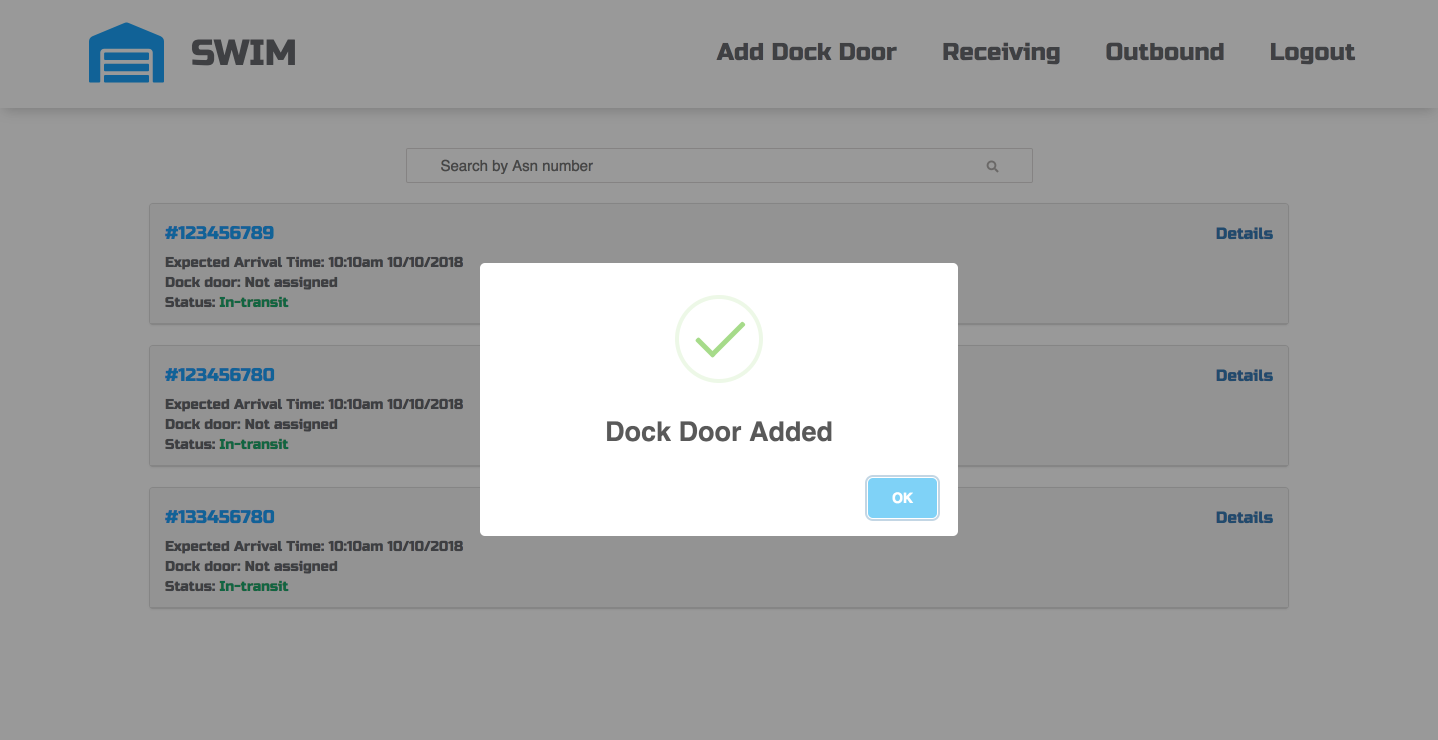 SWIM
Add Dock Door
Receiving
Outbound
Logout
Search by Asn number
#123456789
Details
Expected Arrival Time: 10:10am 10/10/2018
Dock door: Not assigned
Status: In-transit
#123456780
Details
Expected Arrival Time: 10:10am 10/10/2018
Dock door: Not assigned
Status: In-transit
#133456780
Details
Expected Arrival Time: 10:10am 10/10/2018
Dock door: Not assigned
Status: In-transit
Dock Door Added
OK